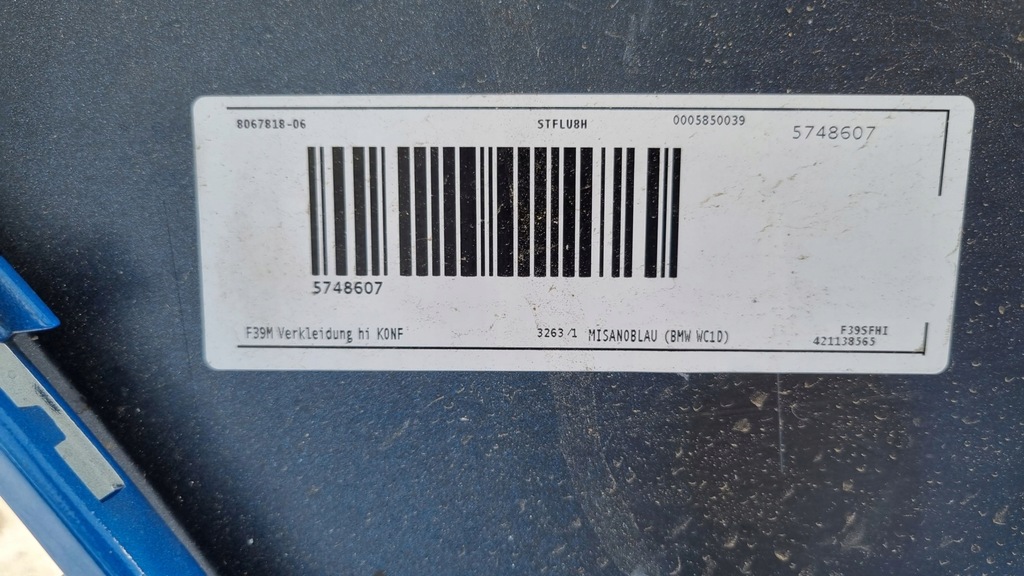 8067818-06 STFLU8H 0005850039 5748607
5748607
F39M Verkleidung hi KONF 3263/1 MISANOBLAU (BMW WC1D) F39SFHI
421138565